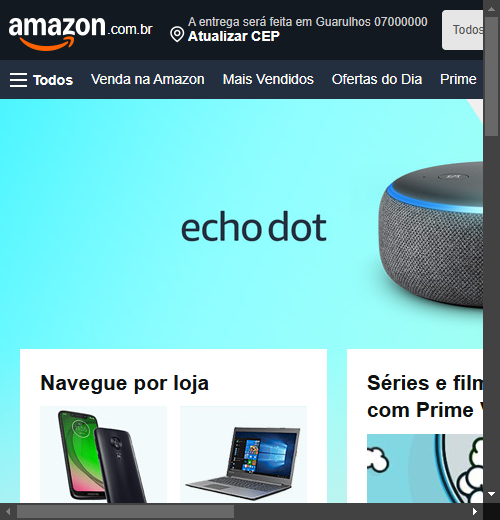 amazon.com.br
A entrega será feita em Guarulhos 07000000
Atualizar CEP
Todos
Todos
Venda na Amazon
Mais Vendidos
Ofertas do Dia
Prime
echo dot
Navegue por loja
Séries e film
com Prime V